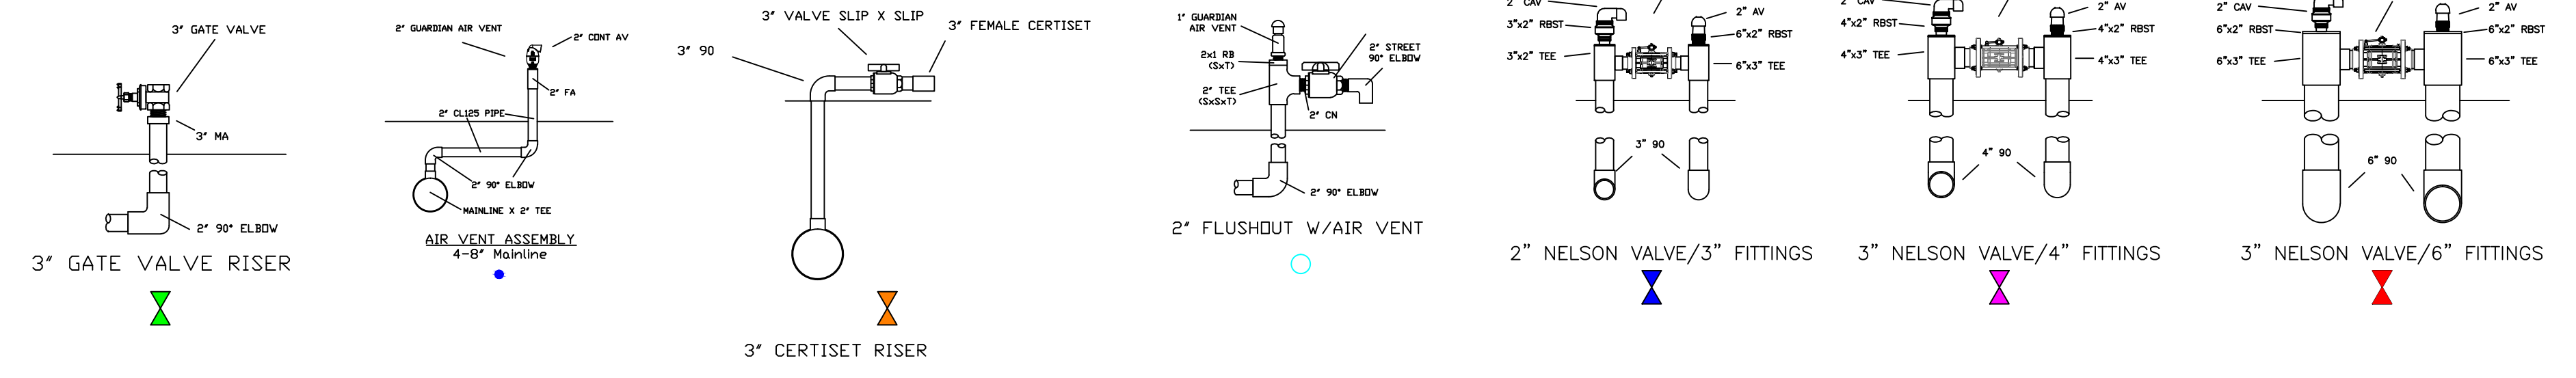 3" GATE VALVE
3" MA
2" 90° ELBOW
3" GATE VALVE RISER
2" GUARDIAN AIR VENT
2" CONT AV
2" FA
2" CL125 PIPE
2" 90° ELBOW
MAINLINE X 2" TEE
AIR VENT ASSEMBLY
4-8" Mainline
3" VALVE SLIP X SLIP
3" FEMALE CERTISET
3" 90
3" CERTISET RISER
1" GUARDIAN
AIR VENT
2x1 RB
(SxT)
2" TEE
(SxSxT)
2" STREET
90° ELBOW
2" CN
2" 90° ELBOW
2" FLUSHOUT W/AIR VENT
2" CAV
3"x2" RBST
3"x2" TEE
2" AV
6"x2" RBST
6"x3" TEE
3" 90
2" NELSON VALVE/3" FITTINGS
2" CAV
4"x2" RBST
4"x3" TEE
2" AV
4"x2" RBST
4"x3" TEE
4" 90
3" NELSON VALVE/4" FITTINGS
2" CAV
6"x2" RBST
6"x3" TEE
2" AV
6"x2" RBST
6"x3" TEE
6" 90
3" NELSON VALVE/6" FITTINGS